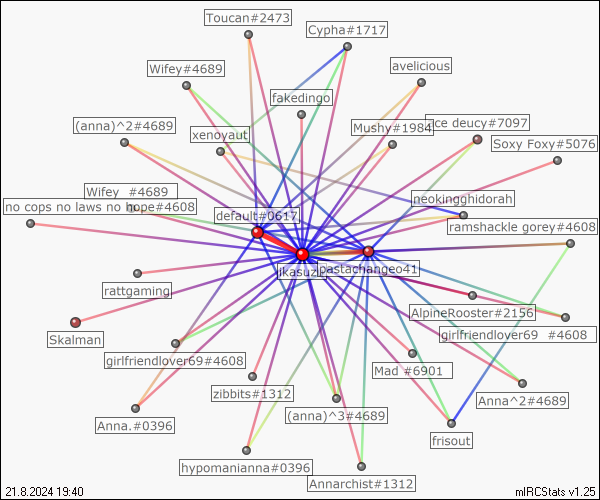 Toucan#2473
Cypha#1717
Wifey#4689
avelicious
fakedingo
(anna)^2#4689
xenoyaut
Mushy#1984
ce deucy#7097
Soxy Foxy#5076
Wifey #4689
no cops no laws no hope#4608
neokingghidorah
default#0617
ramshackle gorey#4608
pastachangeo41
rattgaming
AlpineRooster#2156
Skalman
girlfriendlover69 #4608
girlfriendlover69#4608
Mad #6901
zibbits#1312
Anna^2#4689
(anna)^3#4689
Anna.#0396
frisout
hypomanianna#0396
Annarchist#1312
21.8.2024 19:40
mIRCStats v1.25